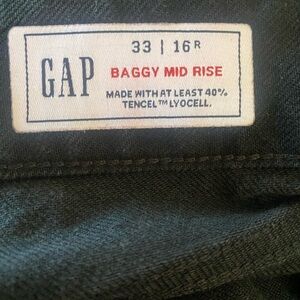 GAP
33 | 16R
BAGGY MID RISE
MADE WITH AT LEAST 40%
TENCEL™ LYOCELL.